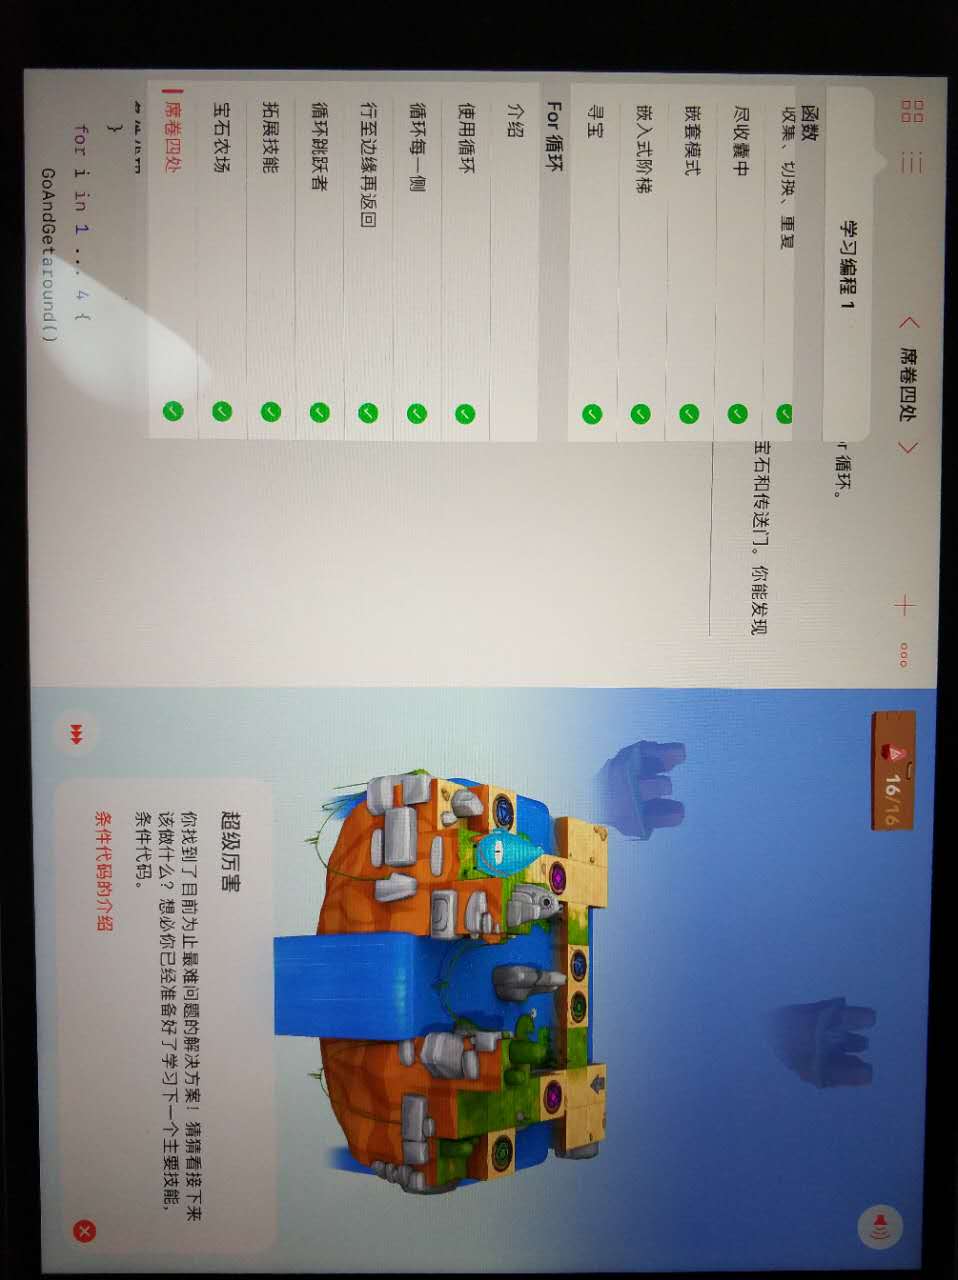 席卷四处
16/16
学习编程 1
or 循环。
函数
收集、切换、重复
宝石和传送门。你能发现
尽收囊中
嵌套模式
嵌入式阶梯
寻宝
For 循环
介绍
使用循环
循环每一侧
行至边缘再返回
循环跳跃者
拓展技能
宝石农场
席卷四处
条件代码
}
for i in 1 ... 4 {
GoAndGetaround()
超级厉害
你找到了目前为止最难问题的解决方案！猜猜看接下来
该做什么？想必你已经准备好了学习下一个主要技能，
条件代码。
条件代码的介绍